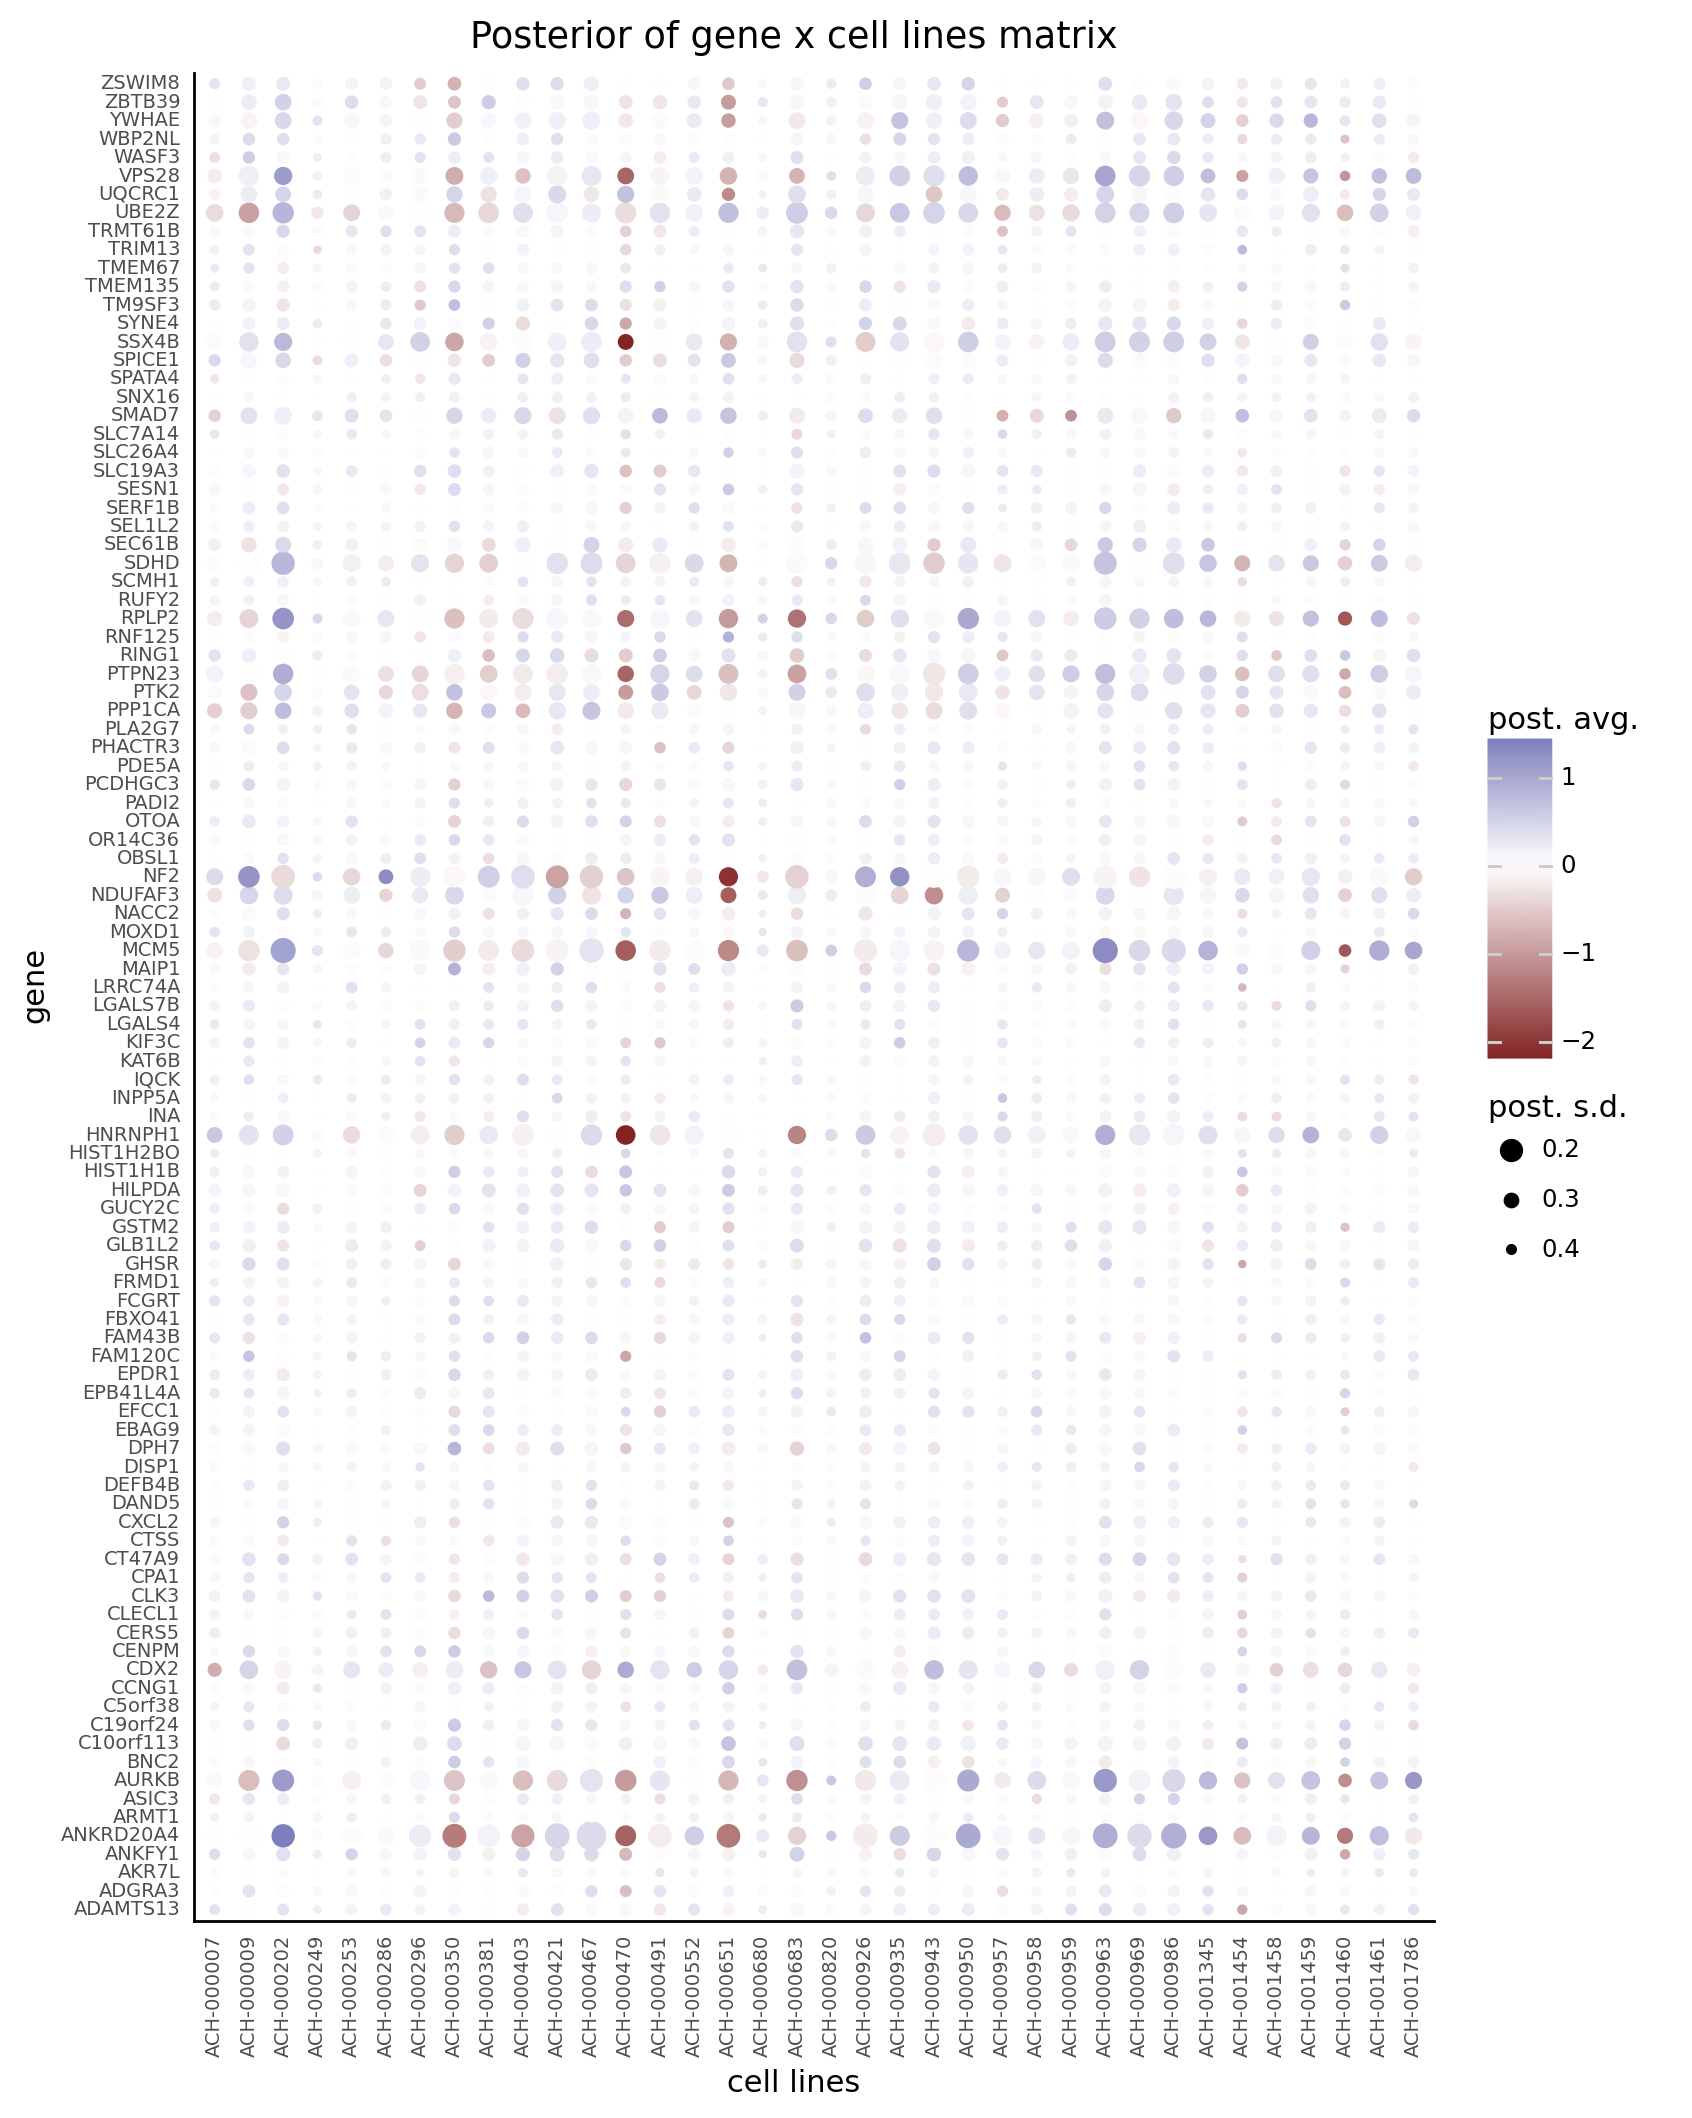 Posterior of gene x cell lines matrix
ZSWIM8
ZBTB39
YWHAE
WBP2NL
WASF3
VPS28
UQCRC1
UBE2Z
TRMT61B
TRIM13
TMEM67
TMEM135
TM9SF3
SYNE4
SSX4B
SPICE1
SPATA4
SNX16
SMAD7
SLC7A14
SLC26A4
SLC19A3
SESN1
SERF1B
SEL1L2
SEC61B
SDHD
SCMH1
RUFY2
RPLP2
RNF125
RING1
PTPN23
PTK2
PPP1CA
PLA2G7
PHACTR3
PDE5A
PCDHGC3
PADI2
OTOA
OR14C36
OBSL1
NF2
NDUFAF3
NACC2
MOXD1
MCM5
MAIP1
LRRC74A
LGALS7B
LGALS4
KIF3C
KAT6B
IQCK
INPP5A
INA
HNRNPH1
HIST1H2BO
HIST1H1B
HILPDA
GUCY2C
GSTM2
GLB1L2
GHSR
FRMD1
FCGRT
FBXO41
FAM43B
FAM120C
EPDR1
EPB41L4A
EFCC1
EBAG9
DPH7
DISP1
DEFB4B
DAND5
CXCL2
CTSS
CT47A9
CPA1
CLK3
CLECL1
CERS5
CENPM
CDX2
CCNG1
C5orf38
C19orf24
C10orf113
BNC2
AURKB
ASIC3
ARMT1
ANKRD20A4
ANKFY1
AKR7L
ADGRA3
ADAMTS13
gene
ACH-000007
ACH-000009
ACH-000202
ACH-000249
ACH-000253
ACH-000286
ACH-000296
ACH-000350
ACH-000381
ACH-000403
ACH-000421
ACH-000467
ACH-000470
ACH-000491
ACH-000552
ACH-000651
ACH-000680
ACH-000683
ACH-000820
ACH-000926
ACH-000935
ACH-000943
ACH-000950
ACH-000957
ACH-000958
ACH-000959
ACH-000963
ACH-000969
ACH-000986
ACH-001345
ACH-001454
ACH-001458
ACH-001459
ACH-001460
ACH-001461
ACH-001786
cell lines
post. avg.
1
0
−1
−2
post. s.d.
0.2
0.3
0.4